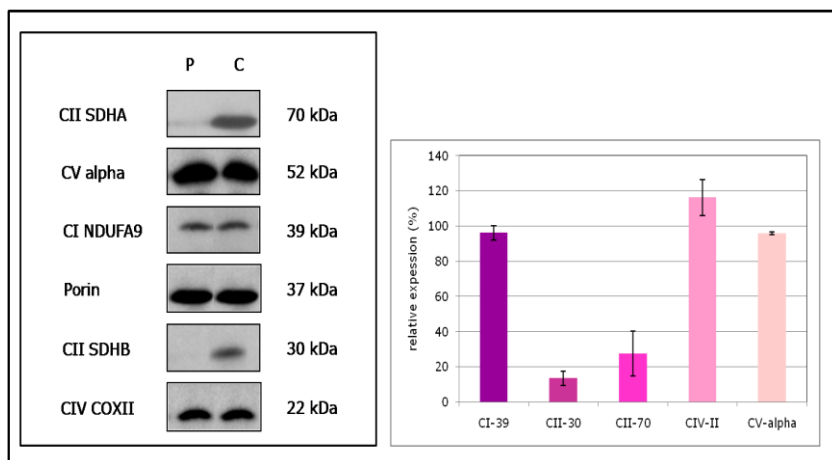 P C
CII SDHA 70 kDa
CV alpha 52 kDa
CI NDUFA9 39 kDa
Porin 37 kDa
CII SDHB 30 kDa
CIV COXII 22 kDa
relative expession (%)
140
120
100
80
60
40
20
0
CI-39 CII-30 CII-70 CIV-II CV-alpha